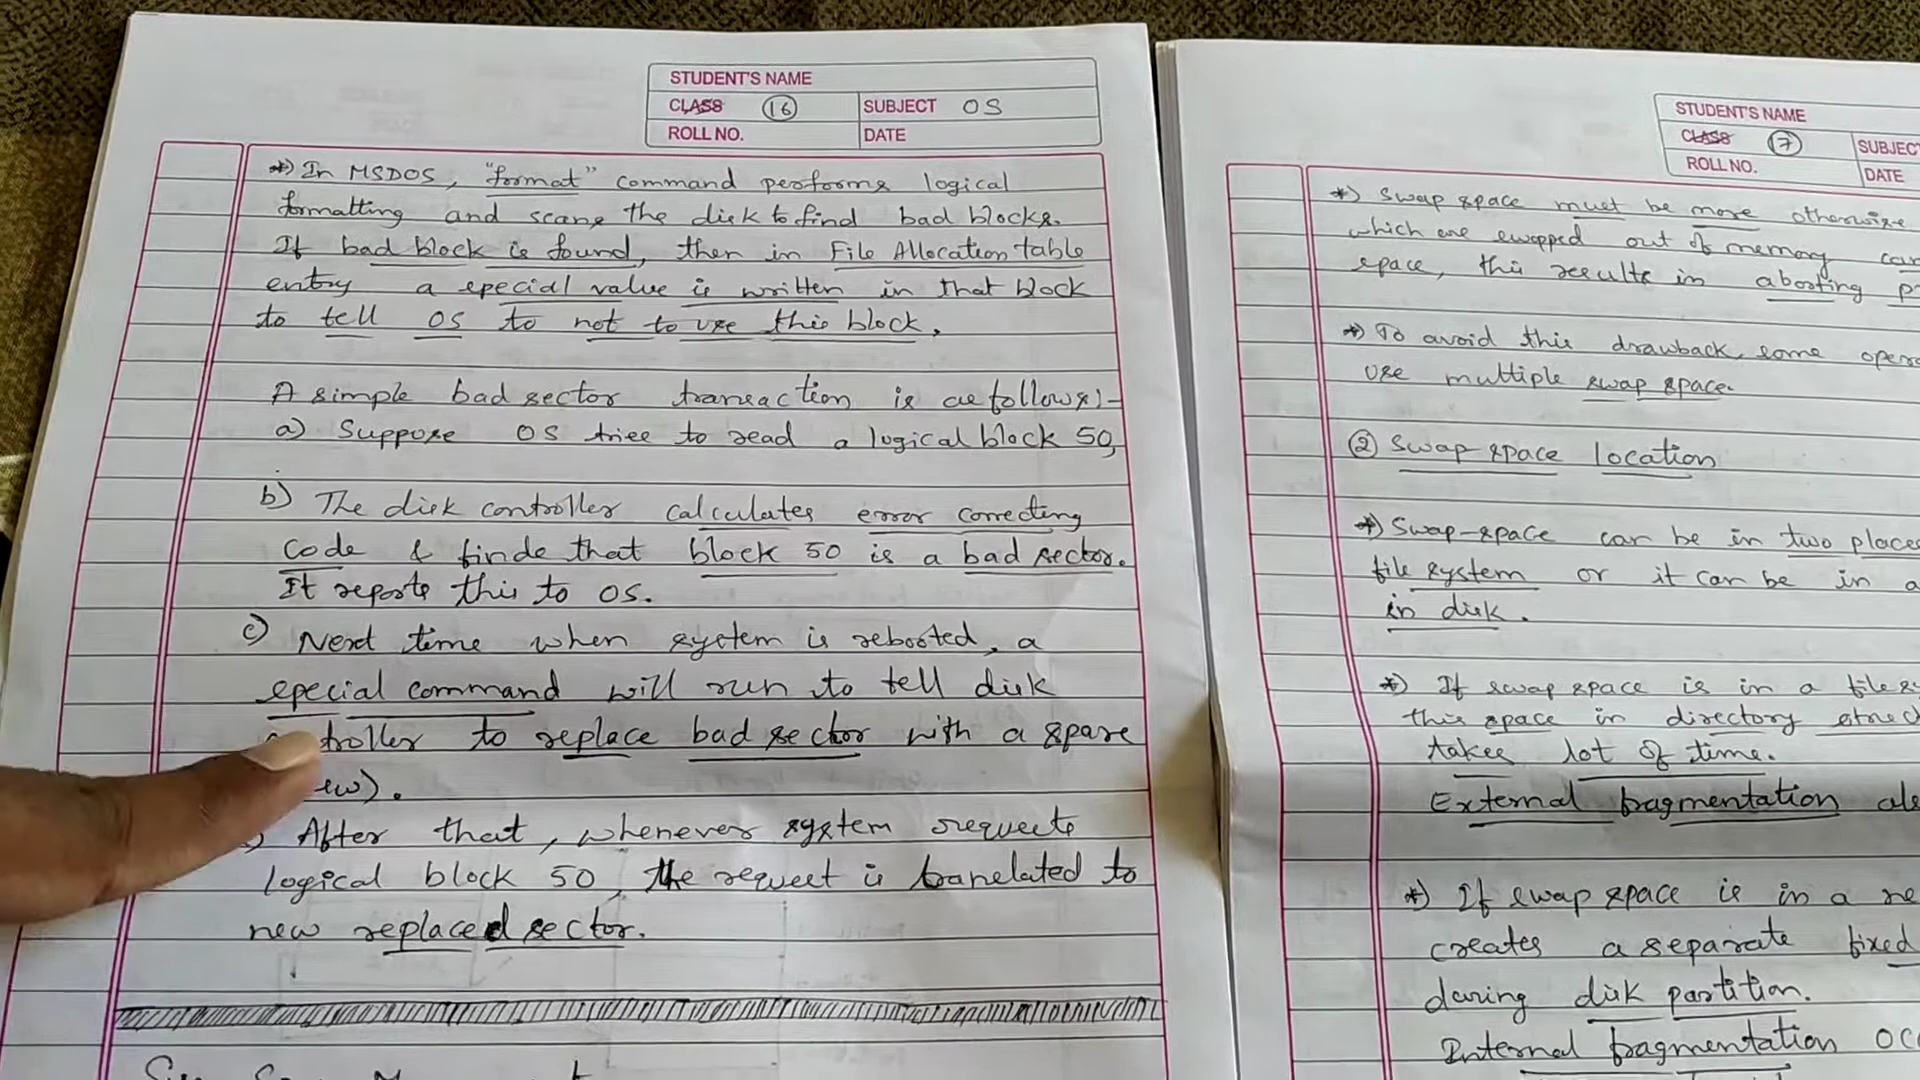 STUDENT'S NAME
CLASS 16 SUBJECT OS
ROLL NO. DATE
*) In MSDOS, "format" command performs logical
formatting and scans the disk to find bad blocks.
If bad block is found, then in File Allocation table
entry a special value is written in that block
to tell OS to not to use this block.
A simple bad sector transaction is as follows:-
a) Suppose OS tries to read a logical block 50,
b) The disk controller calculates error correcting
code & finds that block 50 is a bad sector.
It reports this to OS.
c) Next time when system is rebooted, a
special command will run to tell disk
to replace bad sector with a spare
After that, whenever system requests
logical block 50, the request is translated to
new replaced sector.
STUDENT'S NAME
CLASS 7 SUBJECT
ROLL NO. DATE
*) Swap space must be more otherwise
which are swapped out of memory
space, this results in aborting
*) To avoid this drawback, some
use multiple swap space.
② Swap space location
*) Swap-space can be in two places
file system or it can be in a
in disk.
*) If swap space is in a
this space in directory
takes lot of time.
External fragmentation
*) If swap space is in a
creates a separate fixed
during disk partition.
Internal fragmentation